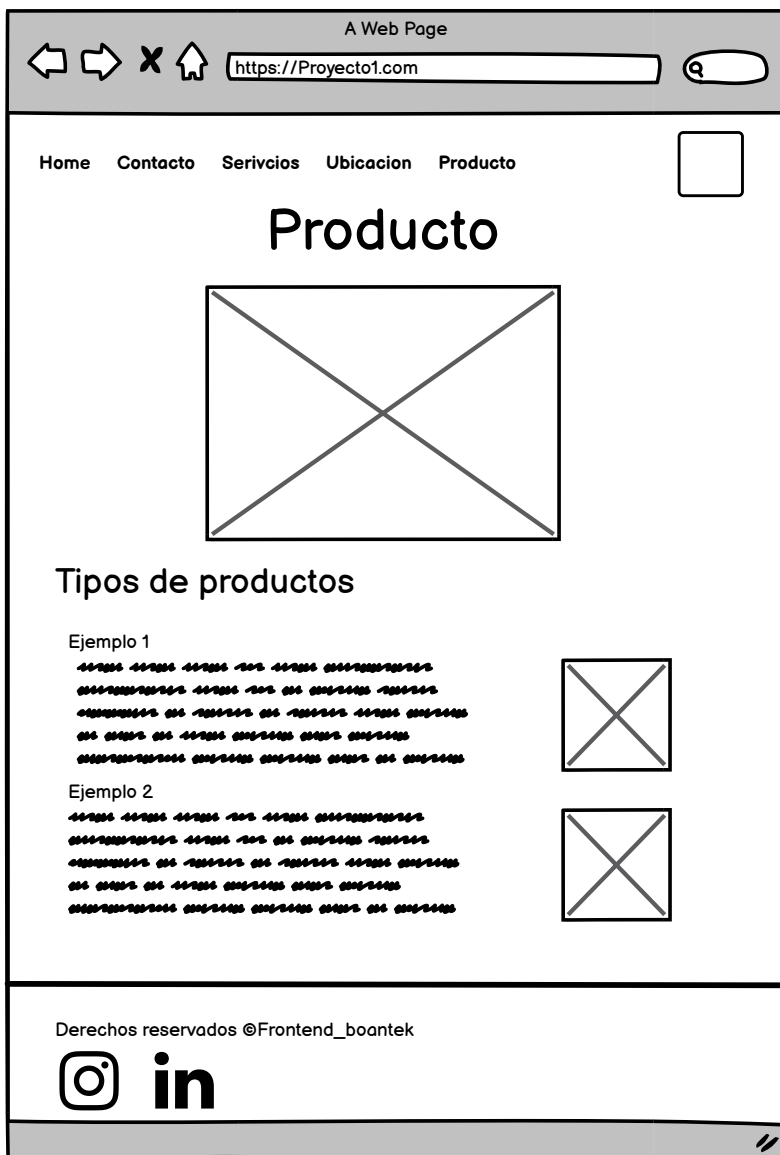 A Web Page
https://Proyecto1.com
Home Contacto Serivcios Ubicacion Producto
Producto
Tipos de productos
Ejemplo 1
Ejemplo 2
Derechos reservados ©Frontend_boantek
in